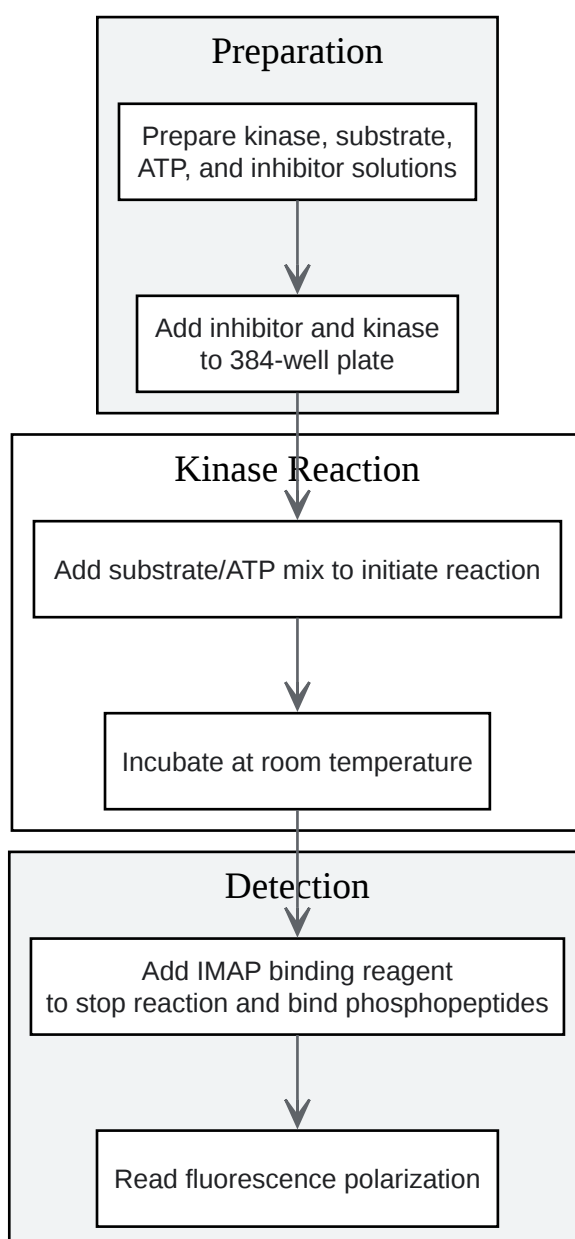 Preparation
Prepare kinase, substrate,
ATP, and inhibitor solutions
Add inhibitor and kinase
to 384-well plate
Kinase Reaction
Add substrate/ATP mix to initiate reaction
Incubate at room temperature
Detection
Add IMAP binding reagent
to stop reaction and bind phosphopeptides
Read fluorescence polarization